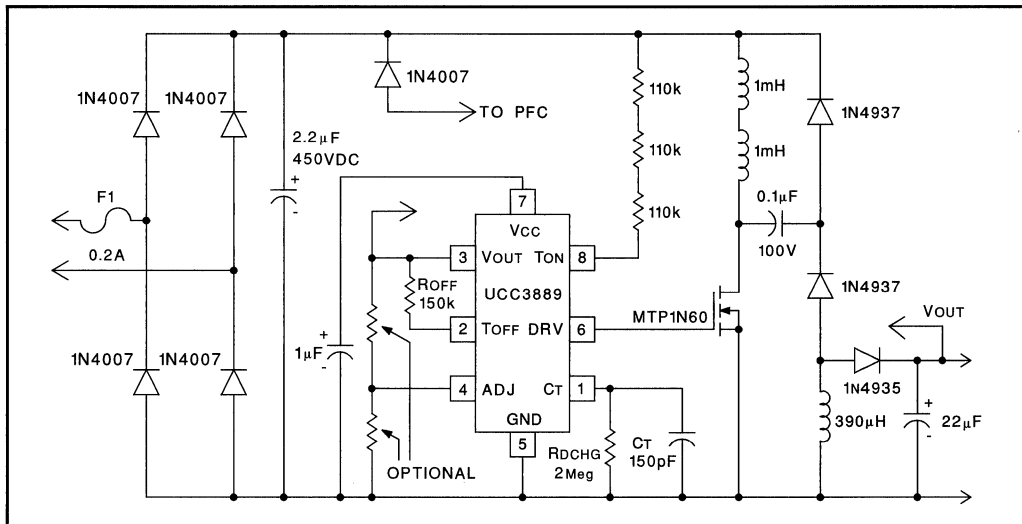 1N4007
1N4007
1N4007
TO PFC
2.2µF
450VDC
+
-
110k
110k
110k
1mH
1mH
1N4937
F1
0.2A
0.1µF
100V
7
VCC
3
VOUT
TON
8
ROFF
150k
UCC3889
2
TOFF
DRV
6
MTP1N60
1N4937
VOUT
1N4007
1N4007
+
1µF
-
4
ADJ
CT
1
GND
5
1N4935
390µH
+
22µF
-
OPTIONAL
RDCHG
2Meg
CT
150pF